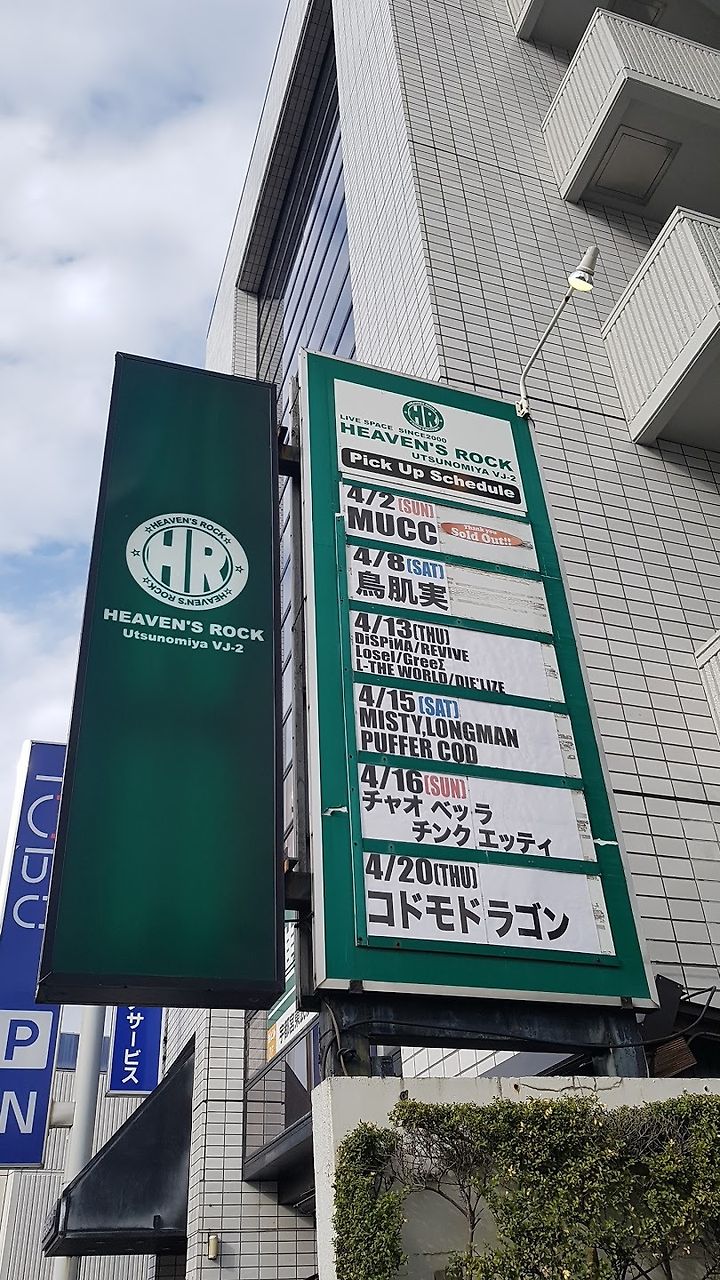 HEAVEN'S ROCK
HR
HEAVEN'S ROCK
HEAVEN'S ROCK
Utsunomiya VJ-2
HR
LIVE SPACE SINCE2000
HEAVEN'S ROCK
UTSUNOMIYA VJ-2
Pick Up Schedule
4/2(SUN)
MUCC
Thank you
Sold Out!!
4/8(SAT)
鳥肌実
4/13(THU)
DiSPiNA/REVIVE
Lose!/GreeΣ
L-THE WORLD/DIE'LIZE
4/15(SAT)
MISTY,LONGMAN
PUFFER COD
4/16(SUN)
チャオ ベッラ
チンクエッティ
4/20(THU)
コドモドラゴン
P
N
サービス